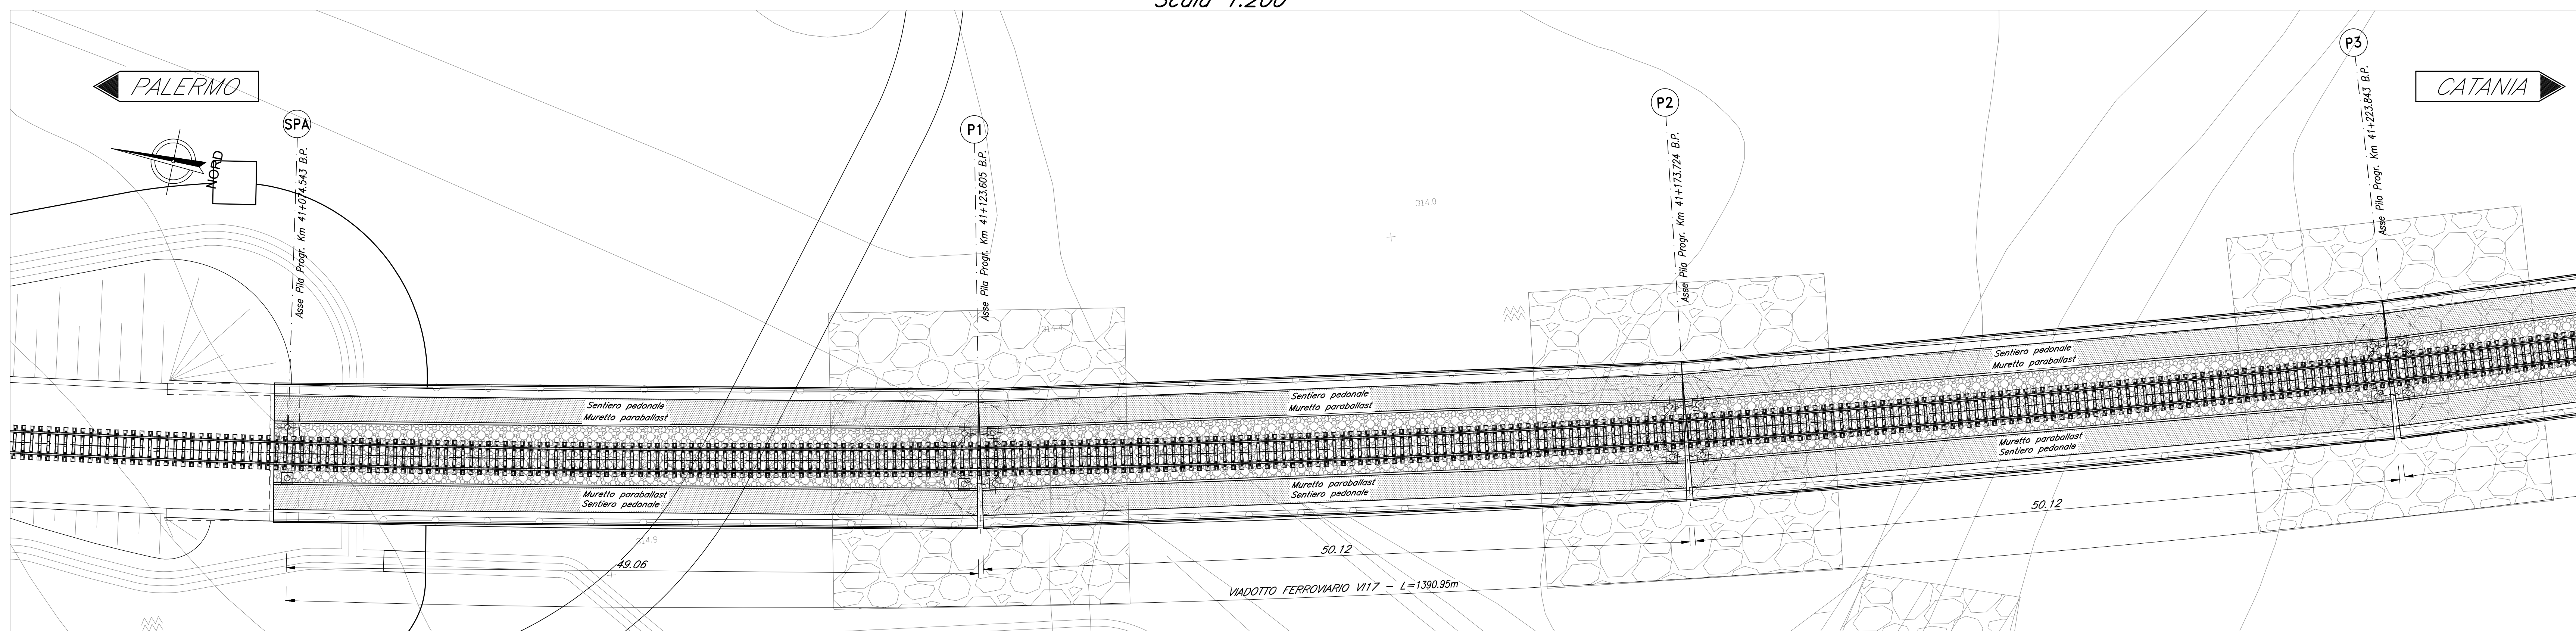 Scala 1:200
PALERMO
CATANIA
NORD
SPA
P1
P2
P3
Asse Pila Progr. Km 41+074.543 B.P.
Asse Pila Progr. Km 41+123.605 B.P.
Asse Pila Progr. Km 41+173.724 B.P.
Asse Pila Progr. Km 41+223.843 B.P.
314.0
314.4
Sentiero pedonale
Muretto paraballast
Sentiero pedonale
Muretto paraballast
Sentiero pedonale
Muretto paraballast
Muretto paraballast
Sentiero pedonale
Muretto paraballast
Sentiero pedonale
Muretto paraballast
Sentiero pedonale
314.9
49.06
50.12
50.12
VIADOTTO FERROVIARIO VI17 - L=1390.95m